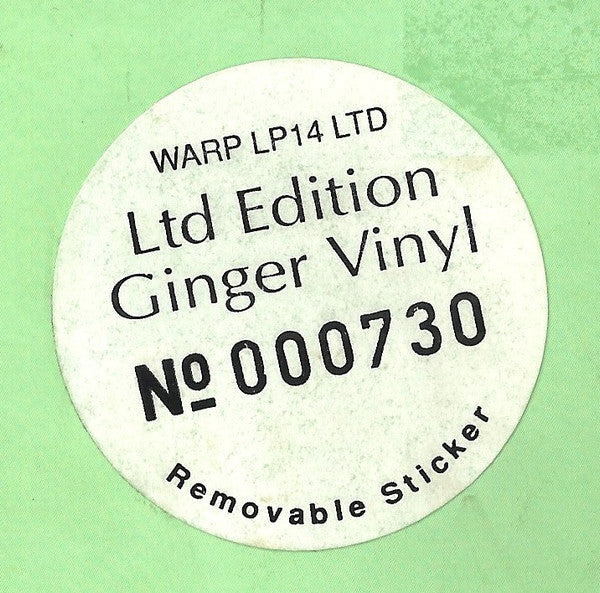 WARP LP14 LTD
Ltd Edition
Ginger Vinyl
№ 000730
Removable Sticker